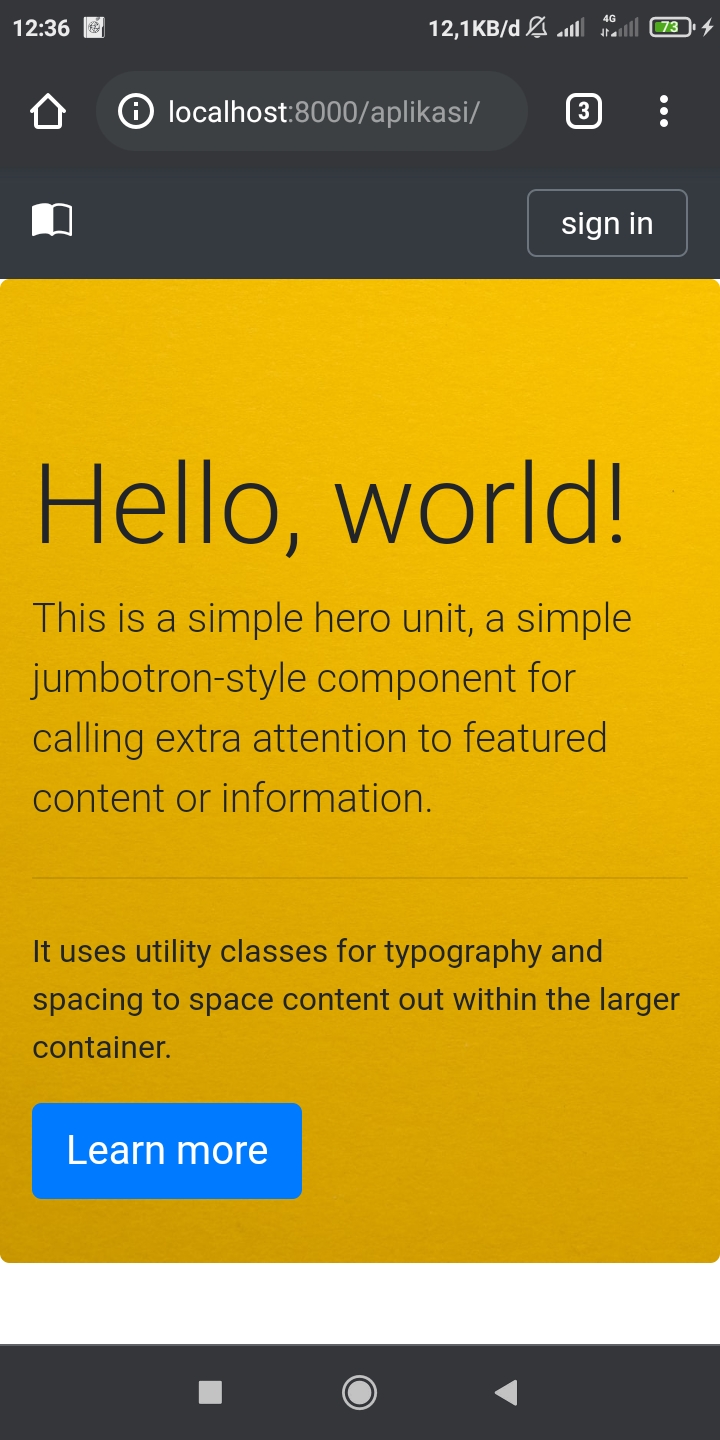 12:36 12,1KB/d 4G 73
localhost:8000/aplikasi/ 3
sign in
Hello, world!
This is a simple hero unit, a simple
jumbotron-style component for
calling extra attention to featured
content or information.
It uses utility classes for typography and
spacing to space content out within the larger
container.
Learn more